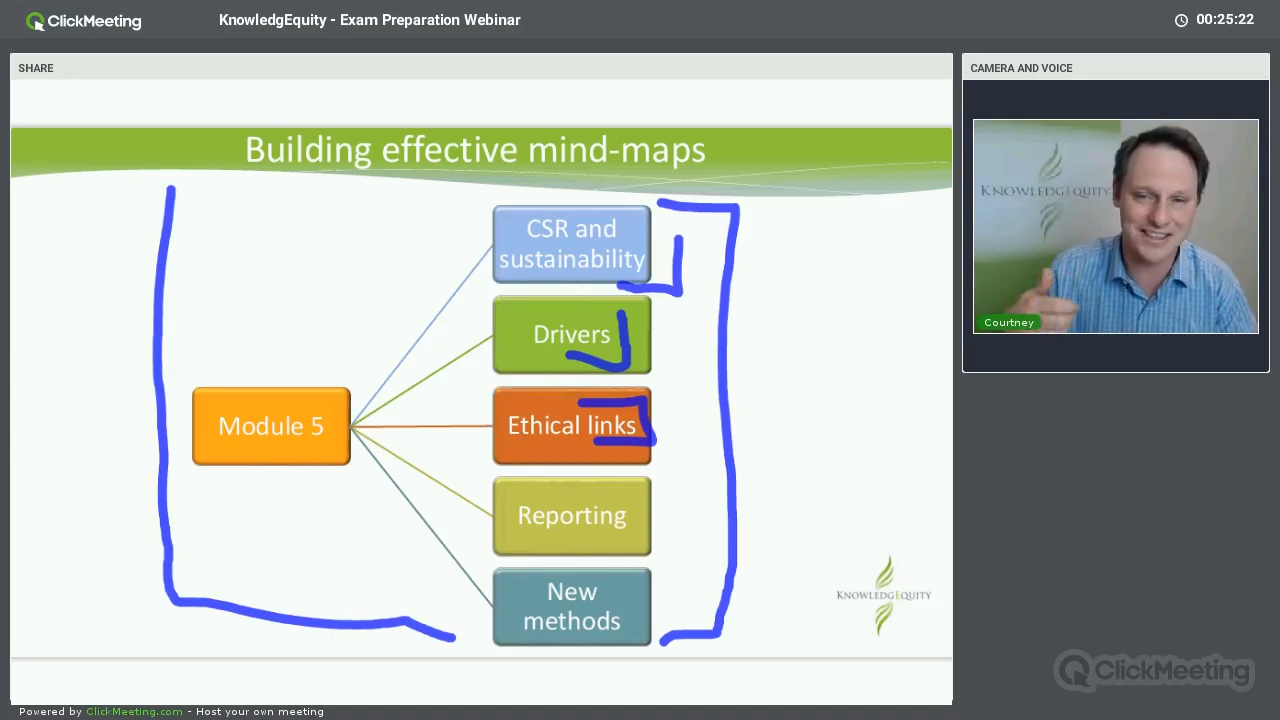 ClickMeeting
KnowledgEquity - Exam Preparation Webinar
00:25:22
SHARE
CAMERA AND VOICE
Building effective mind-maps
CSR and
sustainability
Drivers
Module 5
Ethical links
Reporting
New
methods
KNOWLEDGEQUITY
KNOWLEDGEQUITY
Courtney
ClickMeeting
Powered by ClickMeeting.com - Host your own meeting